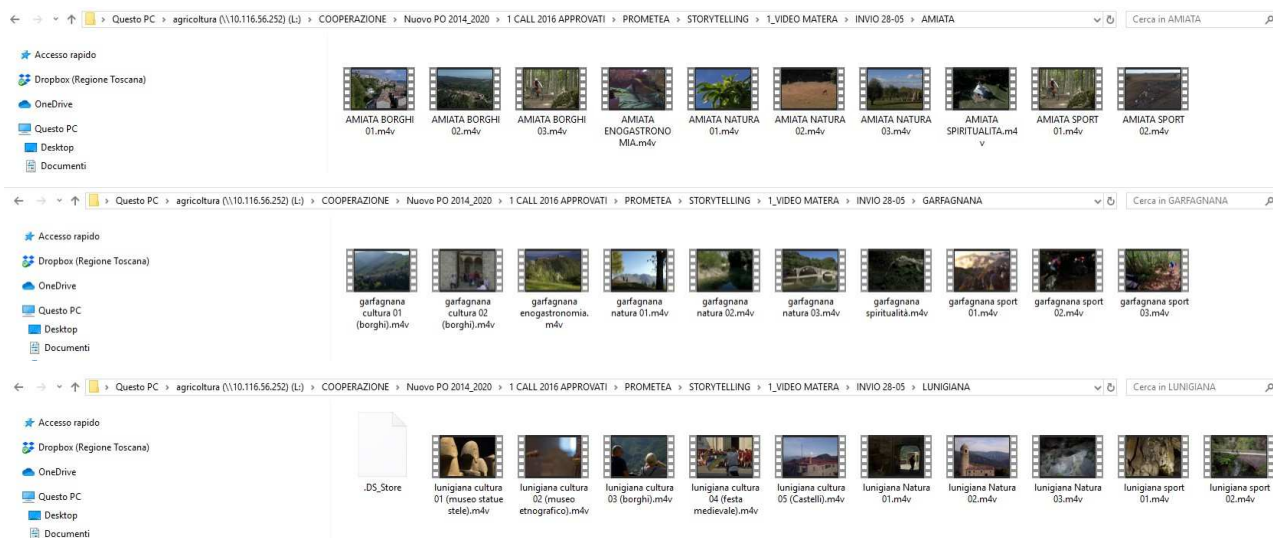 Questo PC > agricoltura (\\10.116.56.252) (L:) > COOPERAZIONE > Nuovo PO 2014_2020 > 1 CALL 2016 APPROVATI > PROMETEA > STORYTELLING > 1_VIDEO MATERA > INVIO 28-05 > AMIATA
Cerca in AMIATA
Accesso rapido
Dropbox (Regione Toscana)
OneDrive
Questo PC
Desktop
Documenti
AMIATA BORGHI
01.m4v
AMIATA BORGHI
02.m4v
AMIATA BORGHI
03.m4v
AMIATA
ENOGASTRONO
MIA.m4v
AMIATA NATURA
01.m4v
AMIATA NATURA
02.m4v
AMIATA NATURA
03.m4v
AMIATA
SPIRITUALITA.m4
v
AMIATA SPORT
01.m4v
AMIATA SPORT
02.m4v
Questo PC > agricoltura (\\10.116.56.252) (L:) > COOPERAZIONE > Nuovo PO 2014_2020 > 1 CALL 2016 APPROVATI > PROMETEA > STORYTELLING > 1_VIDEO MATERA > INVIO 28-05 > GARFAGNANA
Cerca in GARFAGNANA
Accesso rapido
Dropbox (Regione Toscana)
OneDrive
Questo PC
Desktop
Documenti
garfagnana
cultura 01
(borghi).m4v
garfagnana
cultura 02
(borghi).m4v
garfagnana
enogastronomia.
m4v
garfagnana
natura 01.m4v
garfagnana
natura 02.m4v
garfagnana
natura 03.m4v
garfagnana
spiritualità.m4v
garfagnana sport
01.m4v
garfagnana sport
02.m4v
garfagnana sport
03.m4v
Questo PC > agricoltura (\\10.116.56.252) (L:) > COOPERAZIONE > Nuovo PO 2014_2020 > 1 CALL 2016 APPROVATI > PROMETEA > STORYTELLING > 1_VIDEO MATERA > INVIO 28-05 > LUNIGIANA
Cerca in LUNIGIANA
Accesso rapido
Dropbox (Regione Toscana)
OneDrive
Questo PC
Desktop
Documenti
.DS_Store
lunigiana cultura
01 (museo statue
stele).m4v
lunigiana cultura
02 (museo
etnografico).m4v
lunigiana cultura
03 (borghi).m4v
lunigiana cultura
04 (festa
medievale).m4v
lunigiana cultura
05 (Castelli).m4v
lunigiana Natura
01.m4v
lunigiana Natura
02.m4v
lunigiana Natura
03.m4v
lunigiana sport
01.m4v
lunigiana sport
02.m4v